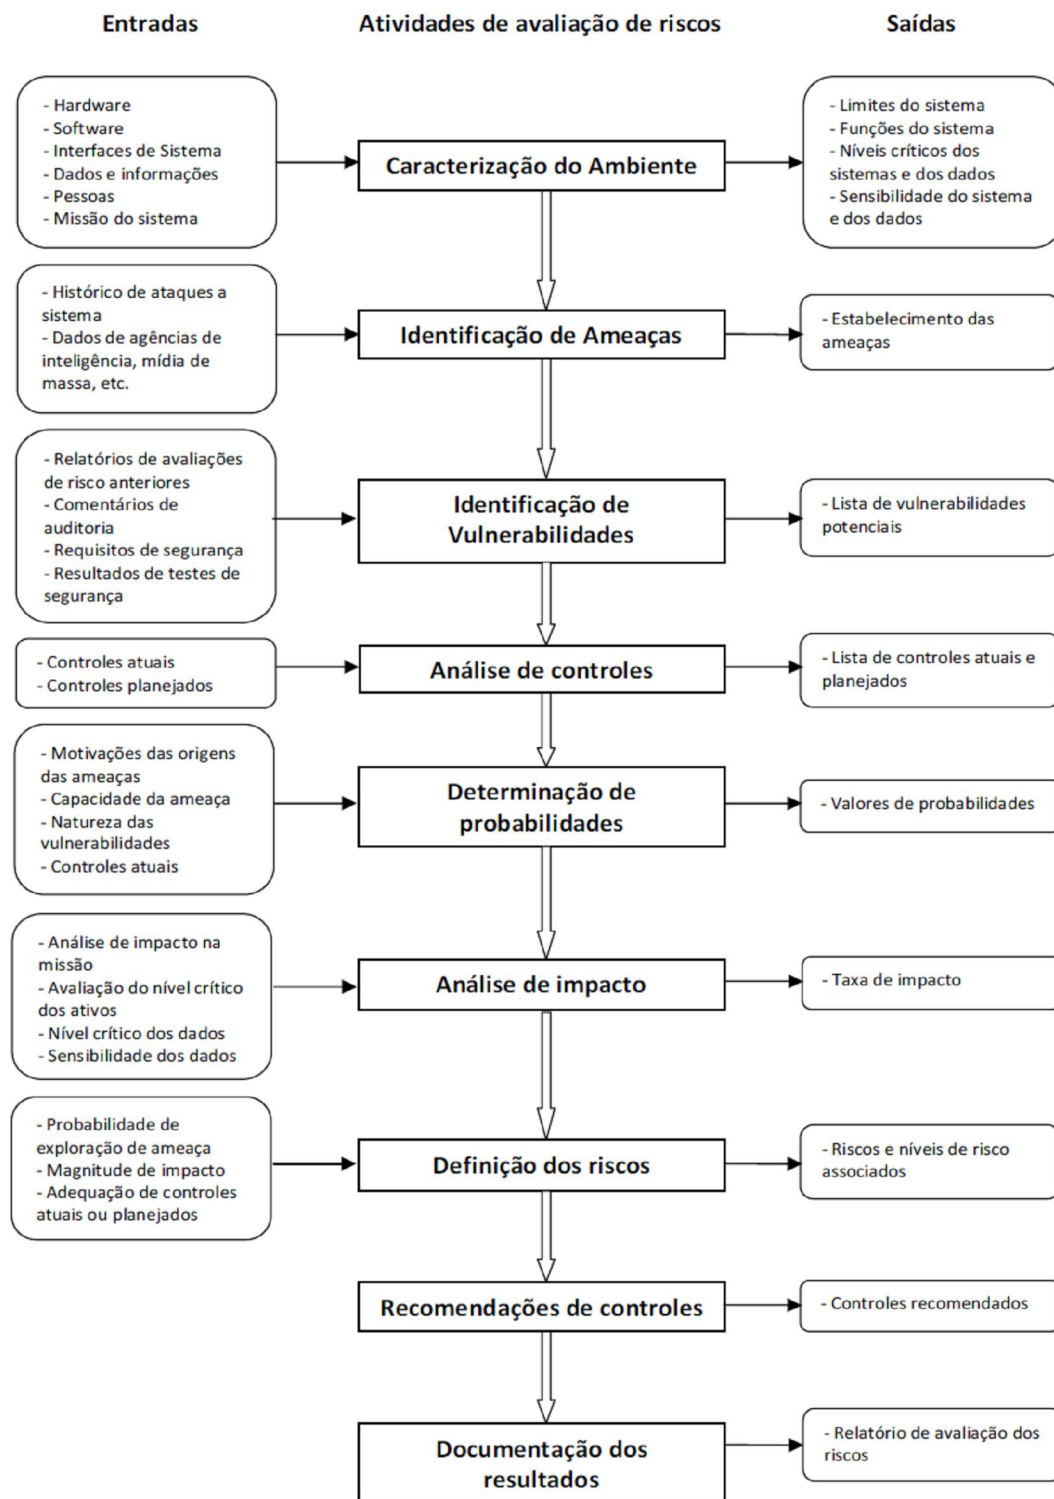 Entradas
Atividades de avaliação de riscos
Saídas
- Hardware
- Software
- Interfaces de Sistema
- Dados e informações
- Pessoas
- Missão do sistema
Caracterização do Ambiente
- Limites do sistema
- Funções do sistema
- Níveis críticos dos
sistemas e dos dados
- Sensibilidade do sistema
e dos dados
- Histórico de ataques a
sistema
- Dados de agências de
inteligência, mídia de
massa, etc.
Identificação de Ameaças
- Estabelecimento das
ameaças
- Relatórios de avaliações
de risco anteriores
- Comentários de
auditoria
- Requisitos de segurança
- Resultados de testes de
segurança
Identificação de
Vulnerabilidades
- Lista de vulnerabilidades
potenciais
- Controles atuais
- Controles planejados
Análise de controles
- Lista de controles atuais e
planejados
- Motivações das origens
das ameaças
- Capacidade da ameaça
- Natureza das
vulnerabilidades
- Controles atuais
Determinação de
probabilidades
- Valores de probabilidades
- Análise de impacto na
missão
- Avaliação do nível crítico
dos ativos
- Nível crítico dos dados
- Sensibilidade dos dados
Análise de impacto
- Taxa de impacto
- Probabilidade de
exploração de ameaça
- Magnitude de impacto
- Adequação de controles
atuais ou planejados
Definição dos riscos
- Riscos e níveis de risco
associados
Recomendações de controles
- Controles recomendados
Documentação dos
resultados
- Relatório de avaliação dos
riscos